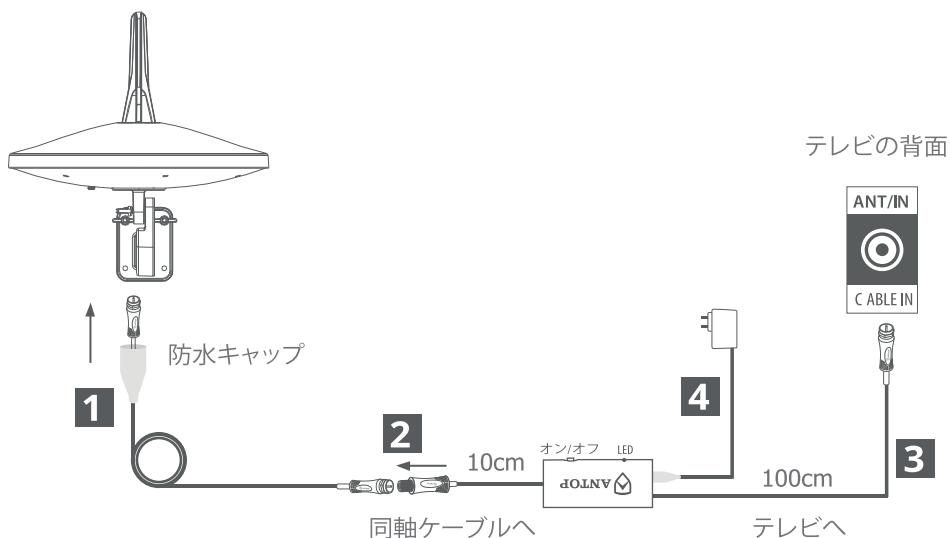 テレビの背面
ANT/IN
C ABLE IN
防水キャップ
1
4
2
オン/オフ LED
10cm
ANTOP
3
100cm
同軸ケーブルへ
テレビへ